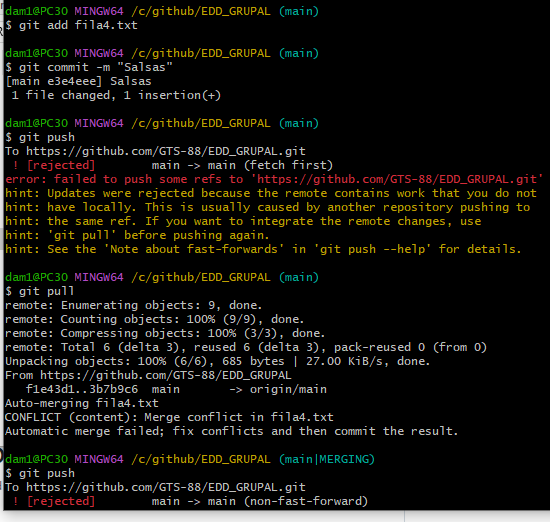 dam1@PC30 MINGW64 /c/github/EDD_GRUPAL (main)
$ git add fila4.txt

dam1@PC30 MINGW64 /c/github/EDD_GRUPAL (main)
$ git commit -m "Salsas"
[main e3e4eee] Salsas
 1 file changed, 1 insertion(+)

dam1@PC30 MINGW64 /c/github/EDD_GRUPAL (main)
$ git push
To https://github.com/GTS-88/EDD_GRUPAL.git
 ! [rejected]        main -> main (fetch first)
error: failed to push some refs to 'https://github.com/GTS-88/EDD_GRUPAL.git'
hint: Updates were rejected because the remote contains work that you do not
hint: have locally. This is usually caused by another repository pushing to
hint: the same ref. If you want to integrate the remote changes, use
hint: 'git pull' before pushing again.
hint: See the 'Note about fast-forwards' in 'git push --help' for details.

dam1@PC30 MINGW64 /c/github/EDD_GRUPAL (main)
$ git pull
remote: Enumerating objects: 9, done.
remote: Counting objects: 100% (9/9), done.
remote: Compressing objects: 100% (3/3), done.
remote: Total 6 (delta 3), reused 6 (delta 3), pack-reused 0 (from 0)
Unpacking objects: 100% (6/6), 685 bytes | 27.00 KiB/s, done.
From https://github.com/GTS-88/EDD_GRUPAL
   f1e43d1..3b7b9c6  main       -> origin/main
Auto-merging fila4.txt
CONFLICT (content): Merge conflict in fila4.txt
Automatic merge failed; fix conflicts and then commit the result.

dam1@PC30 MINGW64 /c/github/EDD_GRUPAL (main|MERGING)
$ git push
To https://github.com/GTS-88/EDD_GRUPAL.git
 ! [rejected]        main -> main (non-fast-forward)